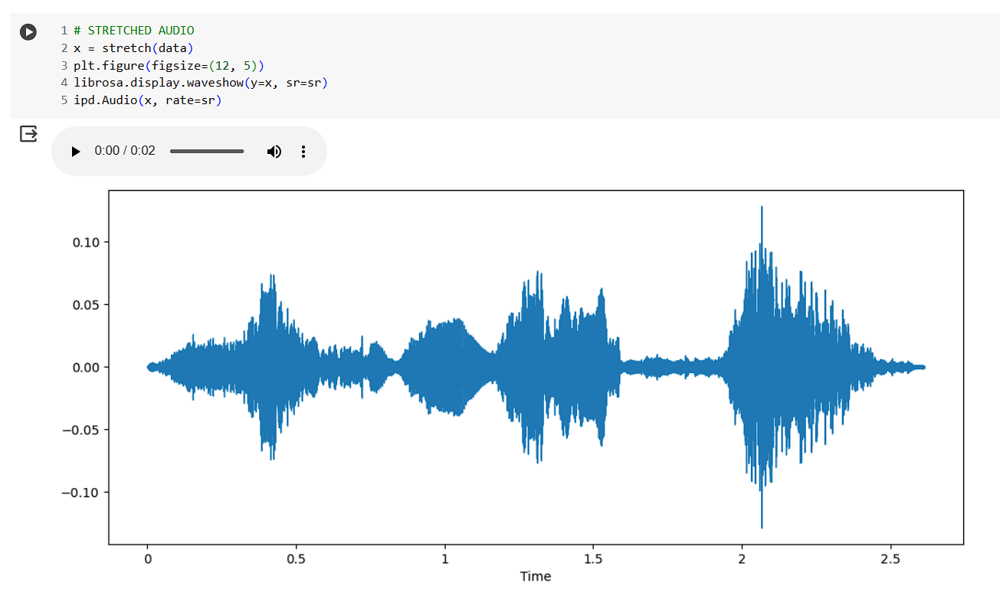 1 # STRETCHED AUDIO
2 x = stretch(data)
3 plt.figure(figsize=(12, 5))
4 librosa.display.waveshow(y=x, sr=sr)
5 ipd.Audio(x, rate=sr)
0:00 / 0:02
0.10
0.05
0.00
−0.05
−0.10
0 0.5 1 1.5 2 2.5
Time